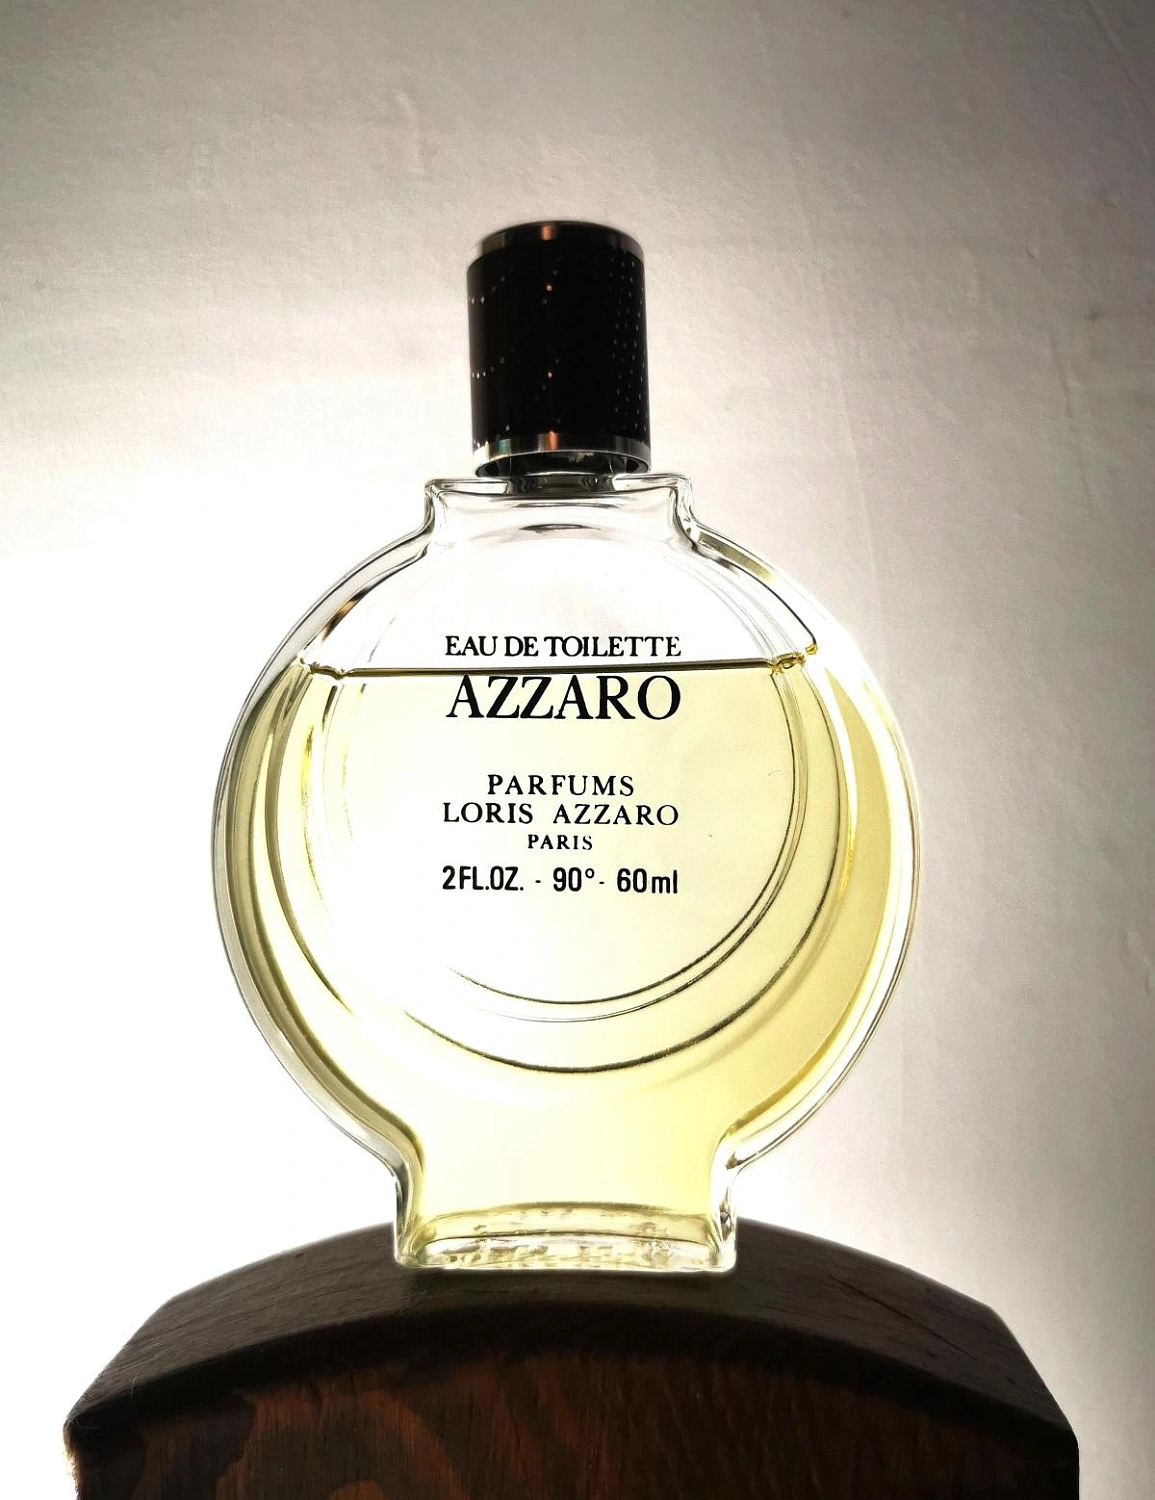 EAU DE TOILETTE
AZZARO
PARFUMS
LORIS AZZARO
PARIS
2FL.OZ. - 90° - 60ml